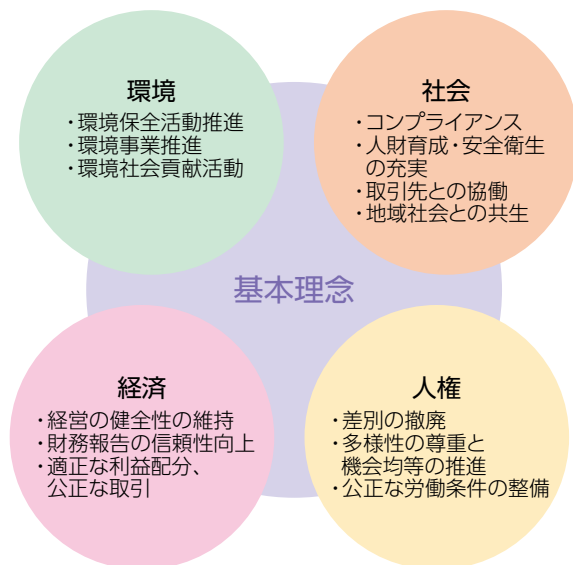 環境
・環境保全活動推進
・環境事業推進
・環境社会貢献活動
社会
・コンプライアンス
・人財育成・安全衛生
の充実
・取引先との協働
・地域社会との共生
基本理念
経済
・経営の健全性の維持
・財務報告の信頼性向上
・適正な利益配分、
公正な取引
人権
・差別の撤廃
・多様性の尊重と
機会均等の推進
・公正な労働条件の整備